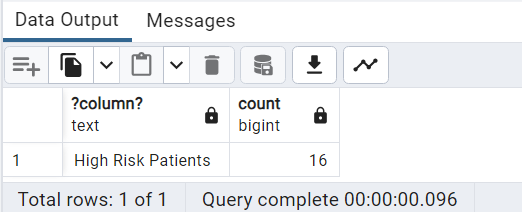 Data Output Messages
?column? count
text bigint
1 High Risk Patients 16
Total rows: 1 of 1 Query complete 00:00:00.096